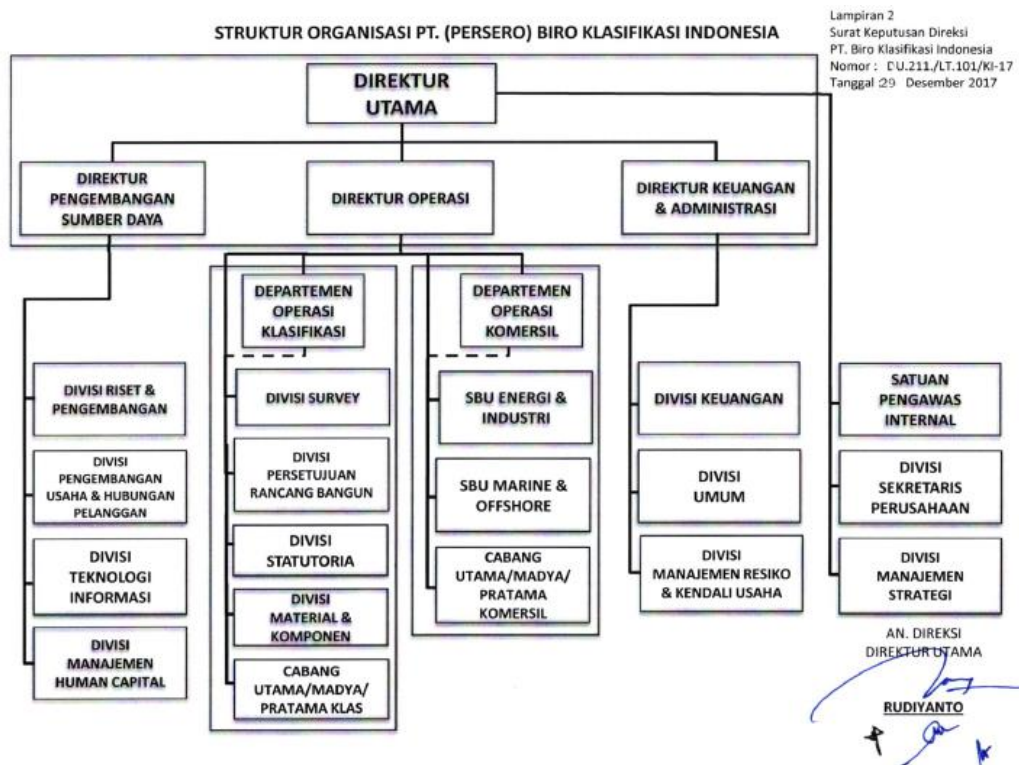 STRUKTUR ORGANISASI PT. (PERSERO) BIRO KLASIFIKASI INDONESIA
Lampiran 2
Surat Keputusan Direksi
PT. Biro Klasifikasi Indonesia
Nomor : DU.211./LT.101/KI-17
Tanggal :29 Desember 2017
DIREKTUR
UTAMA
DIREKTUR
PENGEMBANGAN
SUMBER DAYA
DIREKTUR OPERASI
DIREKTUR KEUANGAN
& ADMINISTRASI
DEPARTEMEN
OPERASI
KLASIFIKASI
DEPARTEMEN
OPERASI
KOMERSIL
DIVISI RISET &
PENGEMBANGAN
DIVISI
PENGEMBANGAN
USAHA & HUBUNGAN
PELANGGAN
DIVISI
TEKNOLOGI
INFORMASI
DIVISI
MANAJEMEN
HUMAN CAPITAL
DIVISI SURVEY
DIVISI
PERSETUJUAN
RANCANG BANGUN
DIVISI
STATUTORIA
DIVISI
MATERIAL &
KOMPONEN
CABANG
UTAMA/MADYA/
PRATAMA KLAS
SBU ENERGI &
INDUSTRI
SBU MARINE &
OFFSHORE
CABANG
UTAMA/MADYA/
PRATAMA
KOMERSIL
DIVISI KEUANGAN
DIVISI
UMUM
DIVISI
MANAJEMEN RESIKO
& KENDALI USAHA
SATUAN
PENGAWAS
INTERNAL
DIVISI
SEKRETARIS
PERUSAHAAN
DIVISI
MANAJEMEN
STRATEGI
AN. DIREKSI
DIREKTUR UTAMA
RUDIYANTO